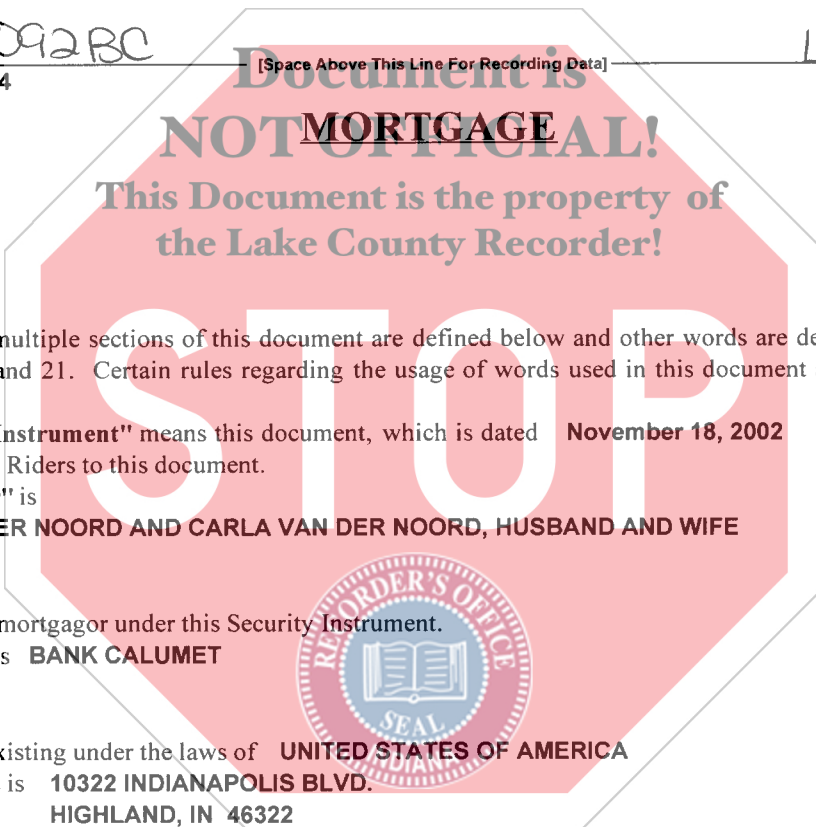 092BC
[Space Above This Line For Recording Data]
4
Document is
MORTGAGE
NOT OFFICIAL!
This Document is the property of
the Lake County Recorder!
STOP
multiple sections of this document are defined below and other words are de
and 21. Certain rules regarding the usage of words used in this document
Instrument" means this document, which is dated November 18, 2002
Riders to this document.
" is
ER NOORD AND CARLA VAN DER NOORD, HUSBAND AND WIFE
mortgagor under this Security Instrument.
s BANK CALUMET
RECORDER'S OFFICE
SEAL
INDIANA
xisting under the laws of UNITED STATES OF AMERICA
is 10322 INDIANAPOLIS BLVD.
HIGHLAND, IN 46322